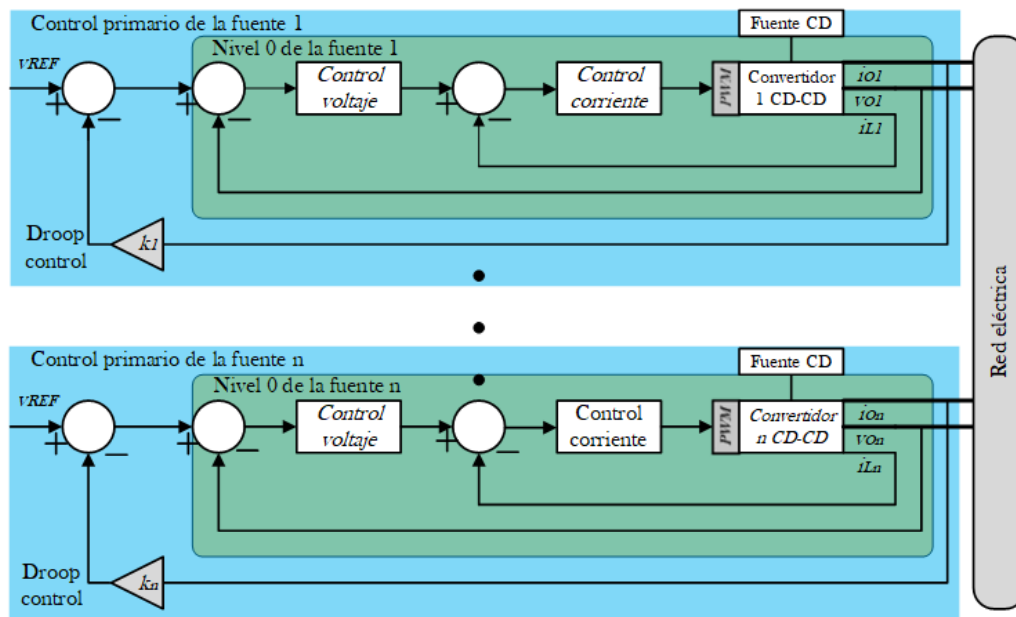 Control primario de la fuente 1
Fuente CD
Nivel 0 de la fuente 1
vREF
Control
voltaje
Control
corriente
PWM
Convertidor
1 CD-CD
io1
vo1
iL1
+
−
+
−
+
−
Droop
control
k1
Red eléctrica
Control primario de la fuente n
Fuente CD
Nivel 0 de la fuente n
vREF
Control
voltaje
Control
corriente
PWM
Convertidor
n CD-CD
ion
von
iLn
+
−
+
−
+
−
Droop
control
kn